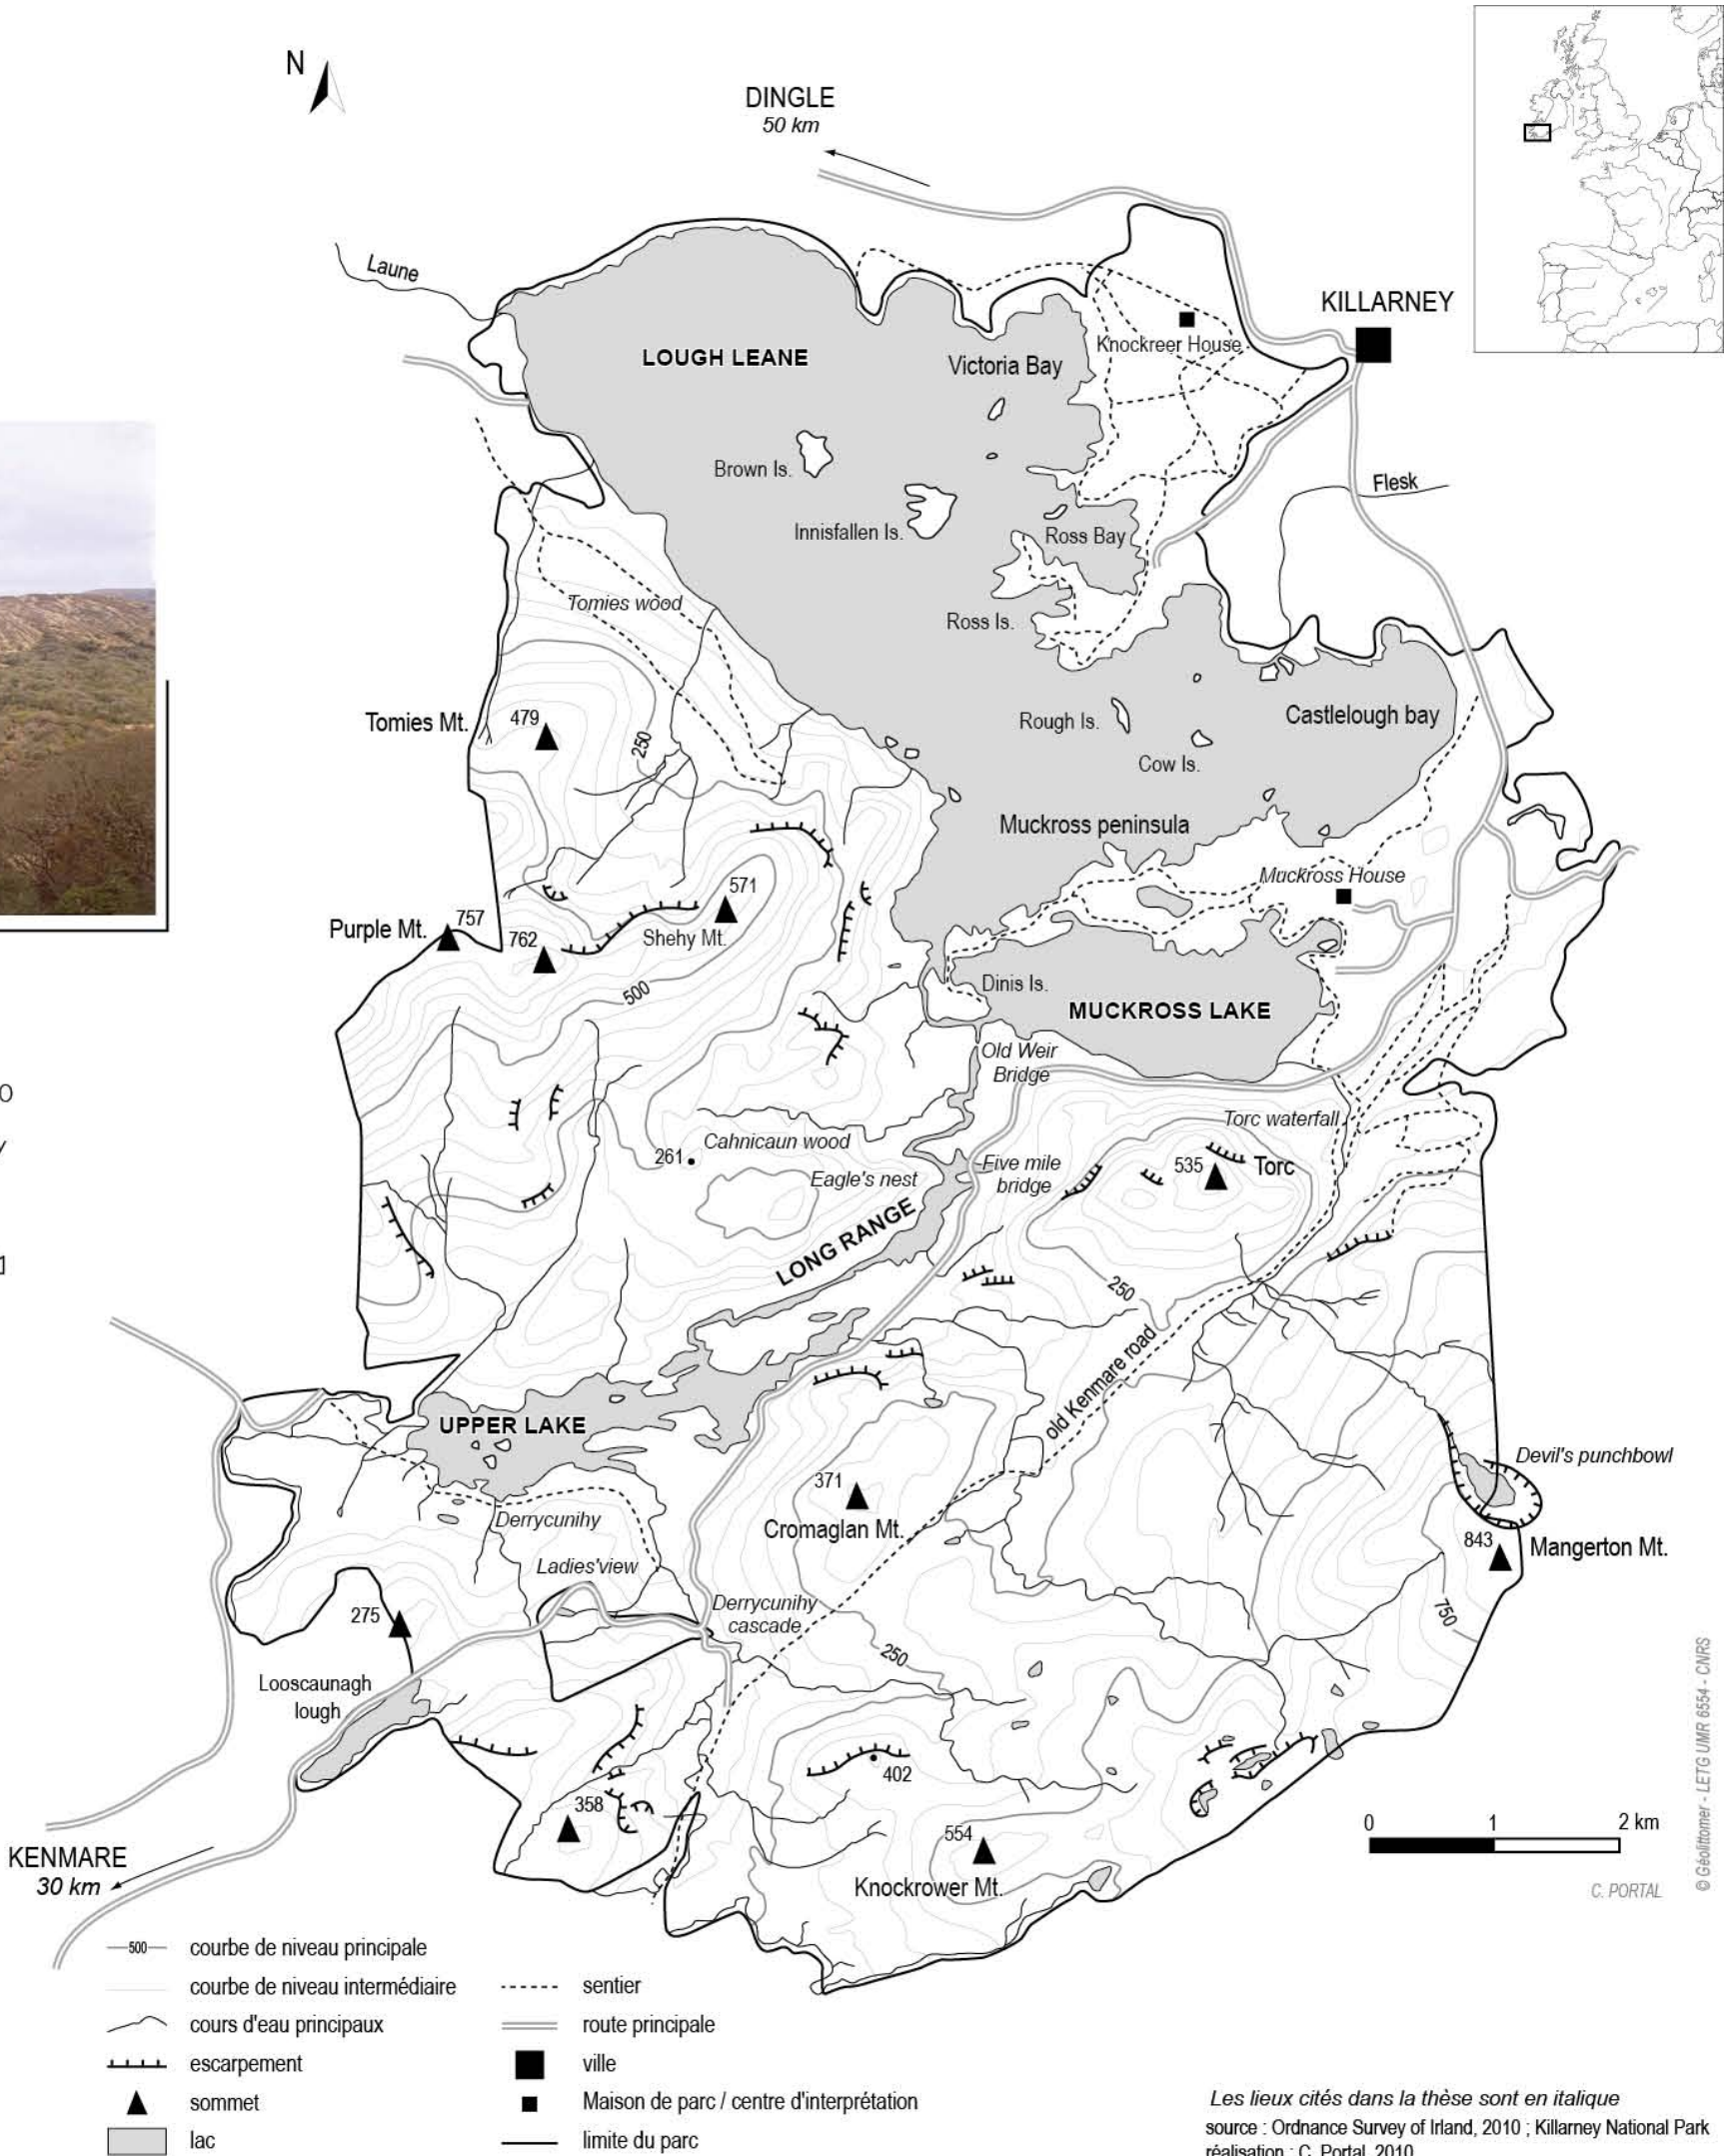 N
DINGLE
50 km
Laune
KILLARNEY
LOUGH LEANE
Victoria Bay
Knockreer House
Brown Is.
Flesk
Innisfallen Is.
Ross Bay
Tomies wood
Ross Is.
Tomies Mt.
479
250
Rough Is.
Castlelough bay
Cow Is.
Muckross peninsula
Muckross House
571
Purple Mt.
757
762
Shehy Mt.
500
Dinis Is.
MUCKROSS LAKE
Old Weir
Bridge
Torc waterfall
261
Cahnicaun wood
Eagle's nest
Five mile
bridge
535
Torc
LONG RANGE
250
old Kenmare road
UPPER LAKE
371
Cromaglan Mt.
Devil's punchbowl
843
Mangerton Mt.
750
Derrycunihy
Ladies'view
Derrycunihy
cascade
275
250
Looscaunagh
lough
402
358
554
Knockrower Mt.
KENMARE
30 km
0 1 2 km
C. PORTAL
© Géolittomer - LETG UMR 6554 - CNRS
500 courbe de niveau principale
courbe de niveau intermédiaire
cours d'eau principaux
escarpement
sommet
lac
sentier
route principale
ville
Maison de parc / centre d'interprétation
limite du parc
Les lieux cités dans la thèse sont en italique
source : Ordnance Survey of Irland, 2010 ; Killarney National Park
réalisation : C. Portal, 2010